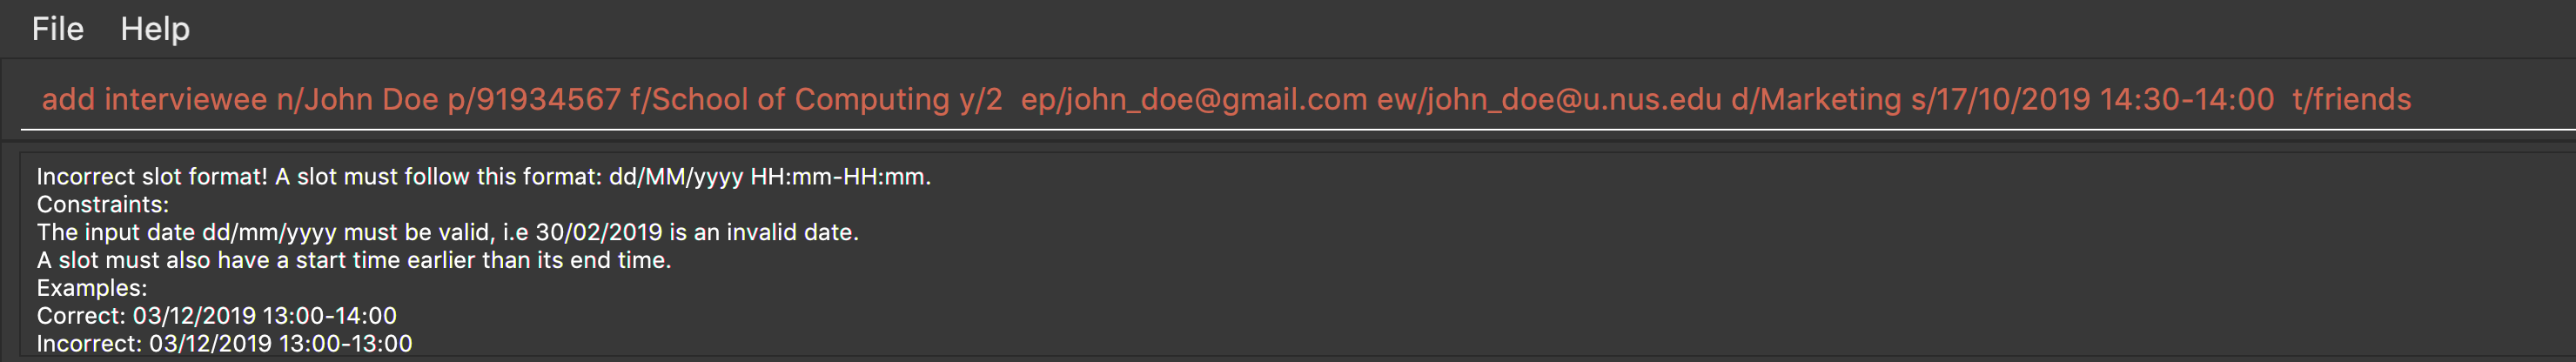 File Help
add interviewee n/John Doe p/91934567 f/School of Computing y/2  ep/john_doe@gmail.com ew/john_doe@u.nus.edu d/Marketing s/17/10/2019 14:30-14:00  t/friends
Incorrect slot format! A slot must follow this format: dd/MM/yyyy HH:mm-HH:mm.
Constraints:
The input date dd/mm/yyyy must be valid, i.e 30/02/2019 is an invalid date.
A slot must also have a start time earlier than its end time.
Examples:
Correct: 03/12/2019 13:00-14:00
Incorrect: 03/12/2019 13:00-13:00